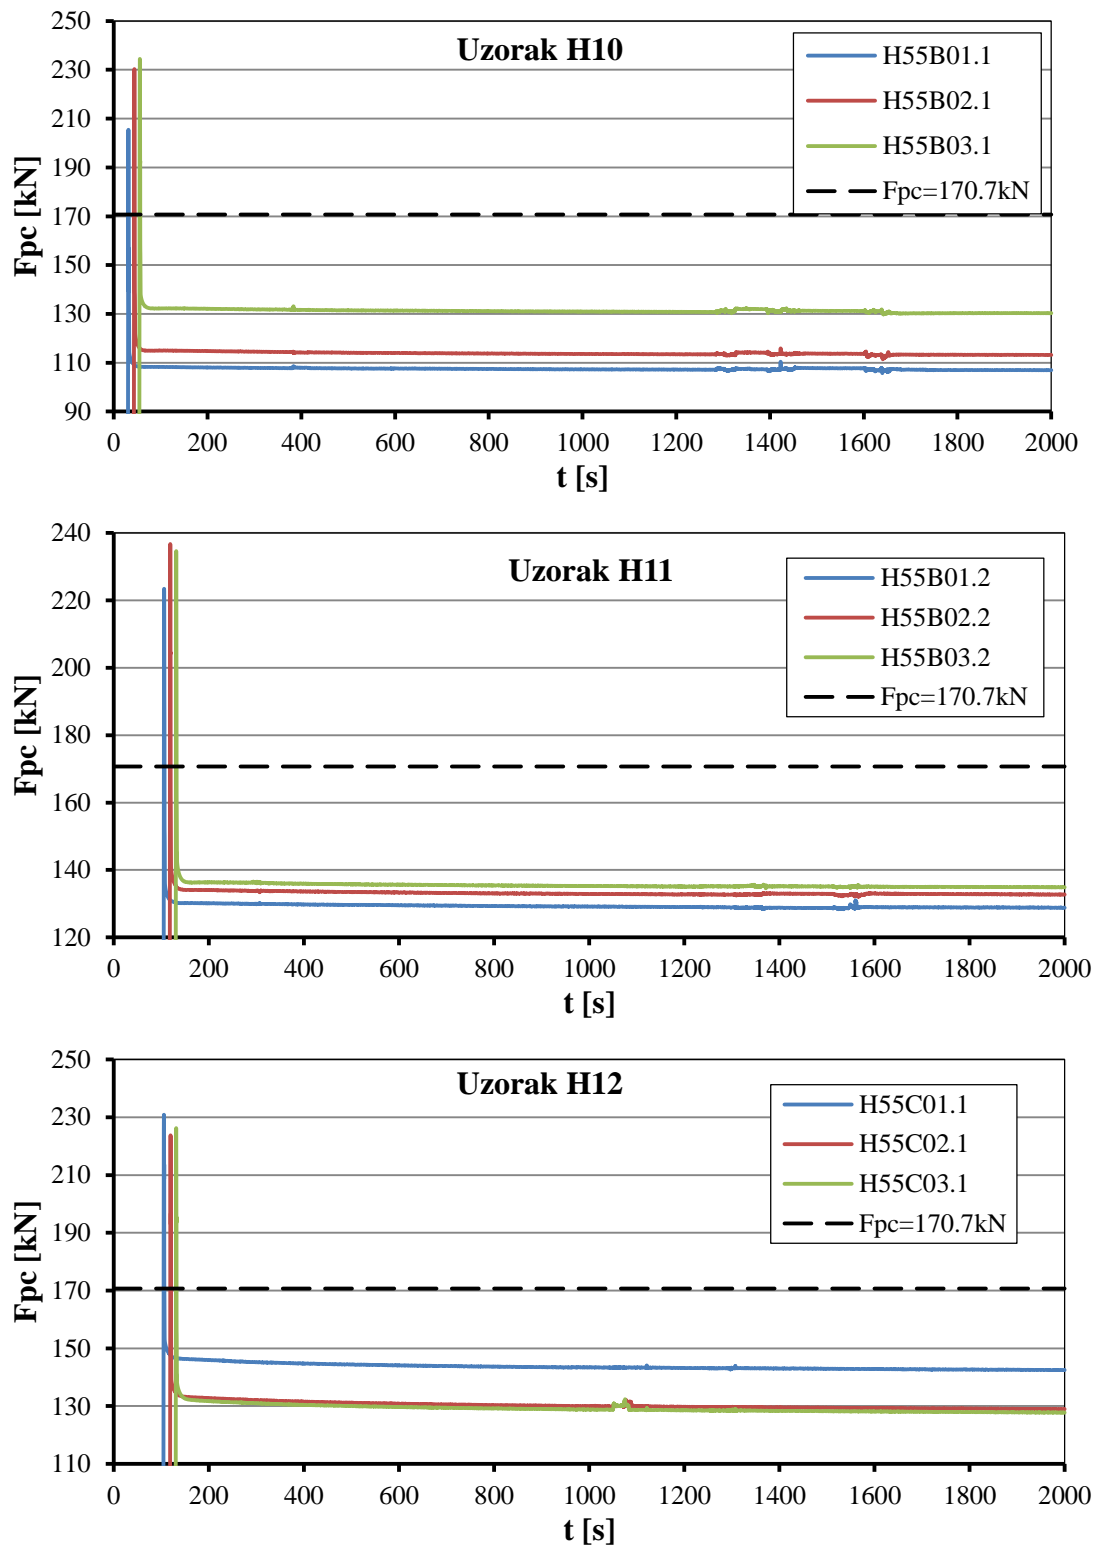 Uzorak H10
H55B01.1
H55B02.1
H55B03.1
Fpc=170.7kN
Fpc [kN]
250
230
210
190
170
150
130
110
90
0 200 400 600 800 1000 1200 1400 1600 1800 2000
t [s]
Uzorak H11
H55B01.2
H55B02.2
H55B03.2
Fpc=170.7kN
Fpc [kN]
240
220
200
180
160
140
120
0 200 400 600 800 1000 1200 1400 1600 1800 2000
t [s]
Uzorak H12
H55C01.1
H55C02.1
H55C03.1
Fpc=170.7kN
Fpc [kN]
250
230
210
190
170
150
130
110
0 200 400 600 800 1000 1200 1400 1600 1800 2000
t [s]